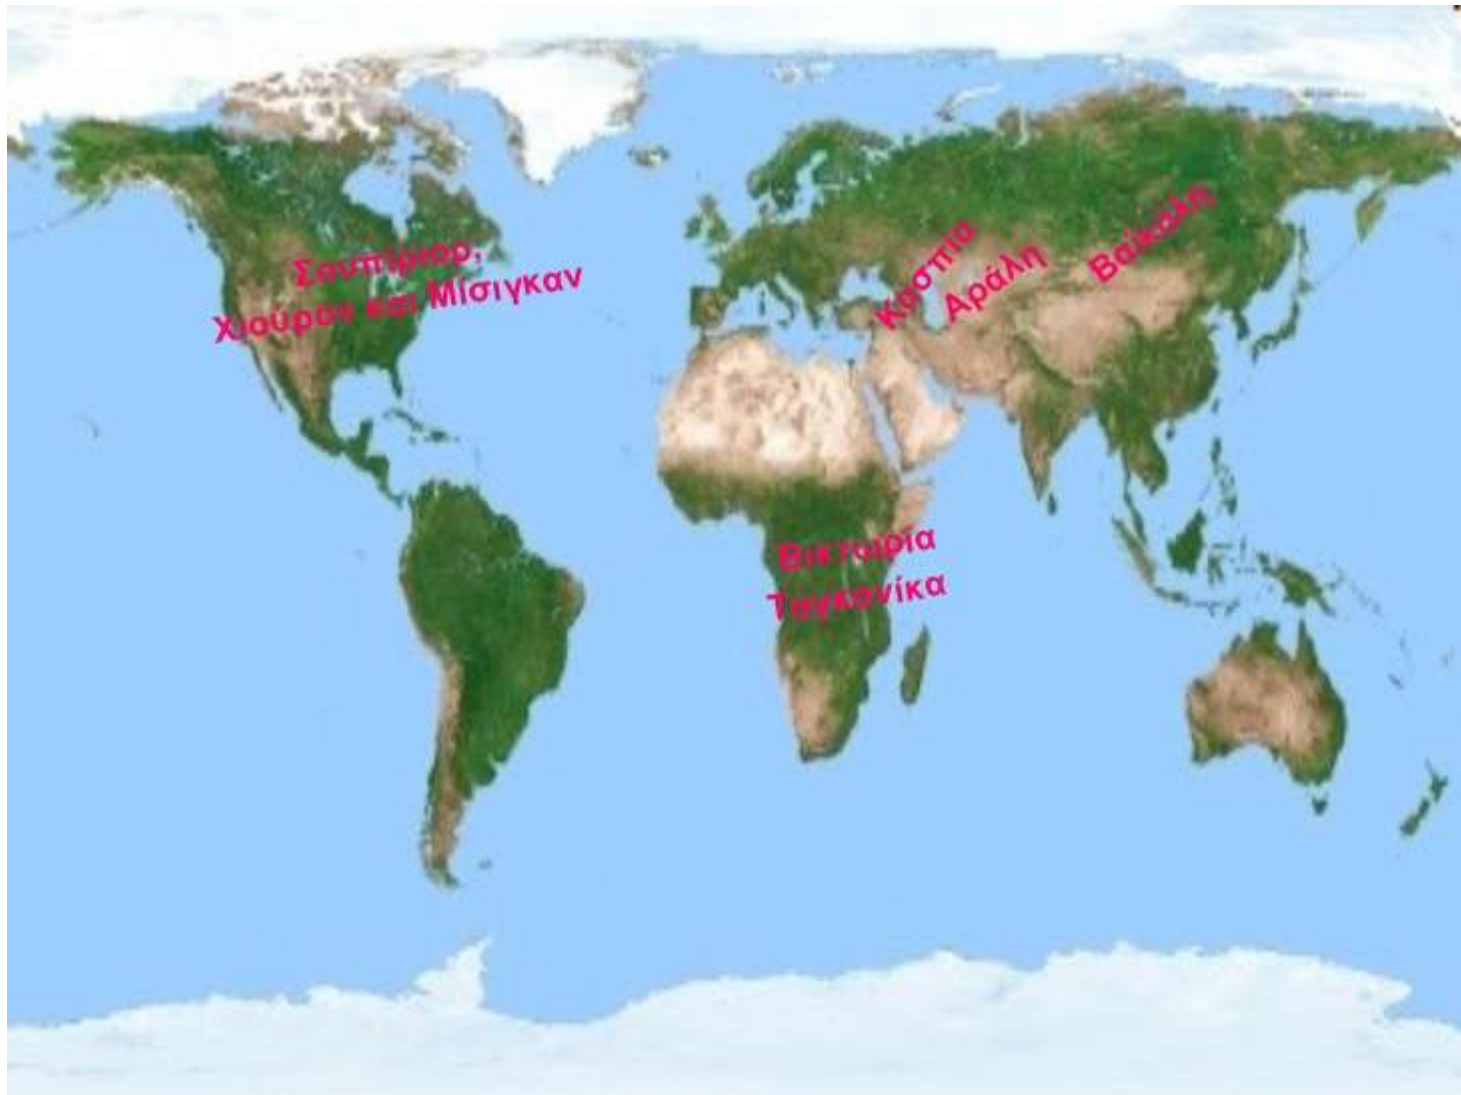 Σουπίριορ,
Χιούρον και Μίσιγκαν
Κασπία
Αράλη
Βαϊκάλη
Βικτωρία
Ταγκανίκα